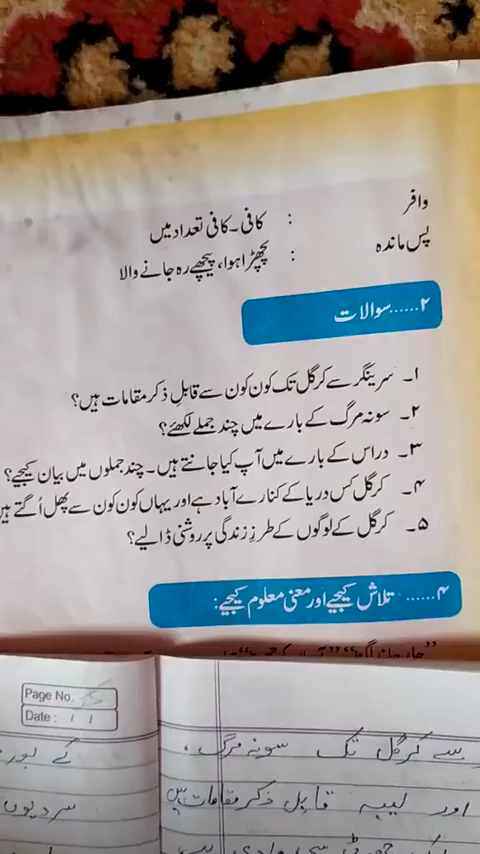 وافر : کافی۔ کافی تعداد میں
پس ماندہ : پچھڑا ہوا، پیچھے رہ جانے والا
۲......سوالات
۱۔ سرینگر سے کرگل تک کون کون سے قابلِ ذکر مقامات ہیں؟
۲۔ سونہ مرگ کے بارے میں چند جملے لکھئے؟
۳۔ دراس کے بارے میں آپ کیا جانتے ہیں۔ چند جملوں میں بیان کیجیے؟
۴۔ کرگل کس دریا کے کنارے آباد ہے اور یہاں کون کون سے پھل اُگتے ہیں
۵۔ کرگل کے لوگوں کے طرزِ زندگی پر روشنی ڈالیے؟
۴...... تلاش کیجیے اور معنی معلوم کیجیے:
Page No.
Date : / /
سے کرگل تک سونہ مرگ ،
اور لیہہ قابل ذکر مقامات ہیں
کے
سردیوں